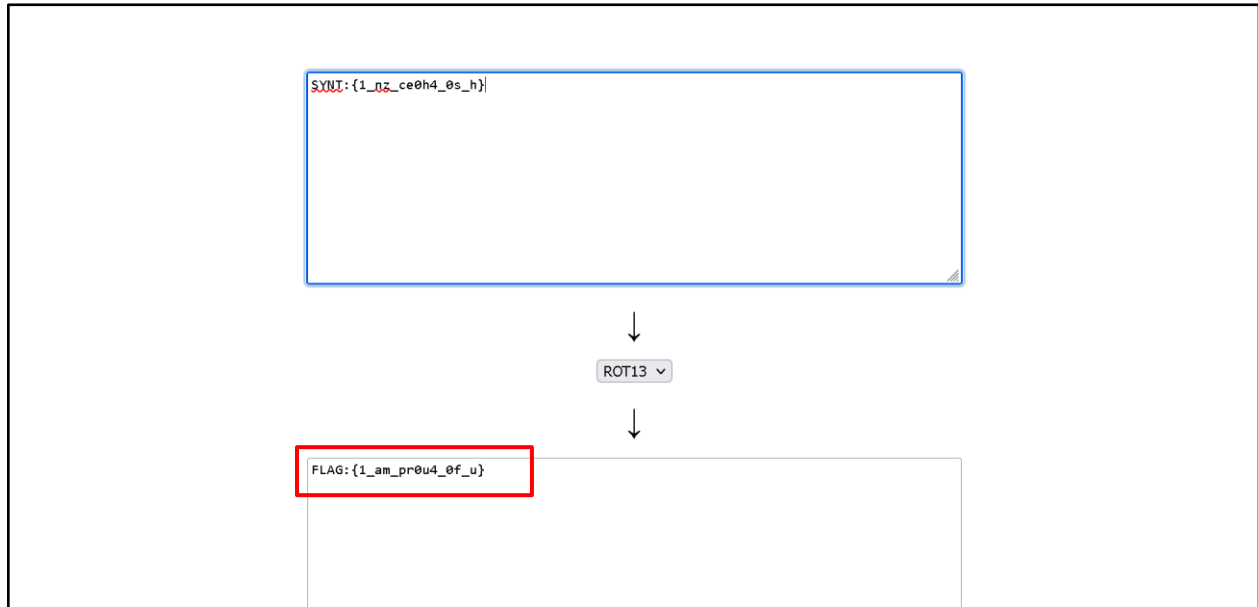 SYNT:{1_nz_ce0h4_0s_h}
↓
ROT13
↓
FLAG:{1_am_pr0u4_0f_u}